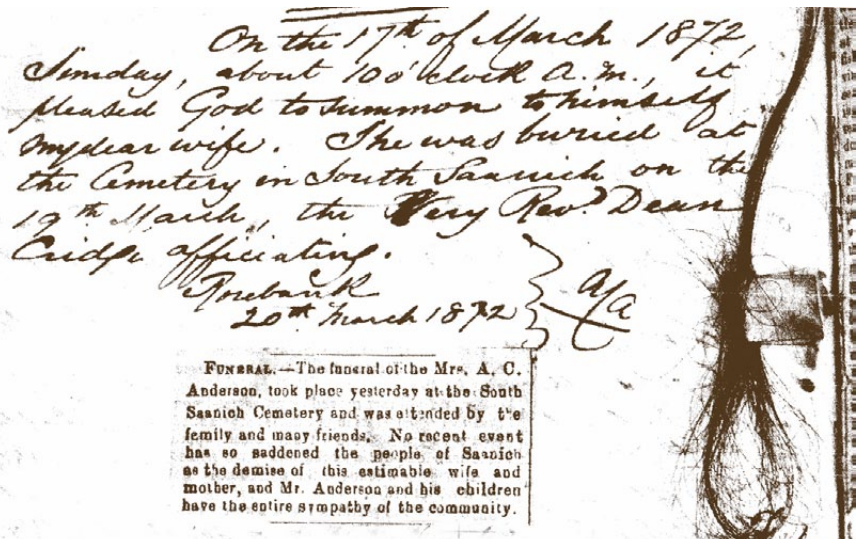 On the 17th of March 1872,
Sunday, about 10 o'clock A.M., it
pleased God to summon to himself
my dear wife. She was buried at
the Cemetery in South Saanich on the
19th March, the Very Revd. Dean
Cridge officiating.
Rosebank
20th March 1872
FUNERAL.—The funeral of the Mrs. A. C.
Anderson, took place yesterday at the South
Saanich Cemetery and was attended by the
family and many friends. No recent event
has so saddened the people of Saanich
as the demise of this estimable wife and
mother, and Mr. Anderson and his children
have the entire sympathy of the community.